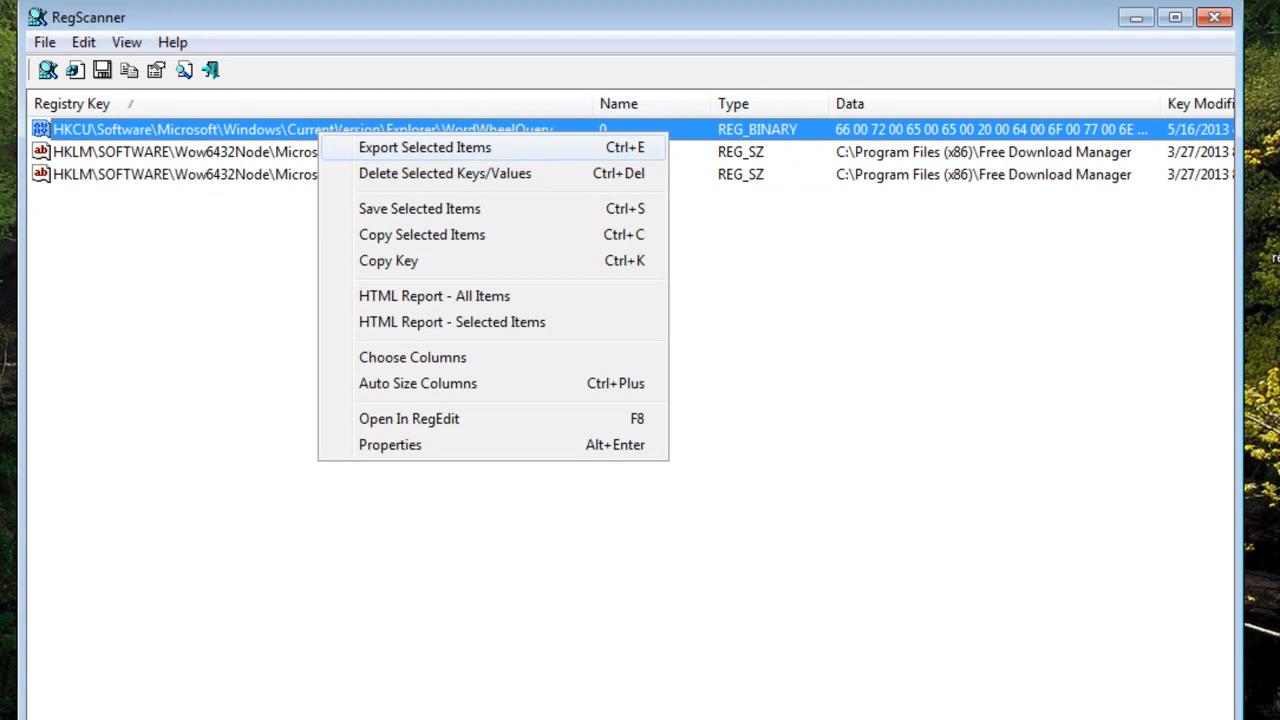 RegScanner
File Edit View Help
Registry Key / Name Type Data Key Modifi
HKCU\Software\Microsoft\Windows\CurrentVersion\Explorer\WordWheelQuery 0 REG_BINARY 66 00 72 00 65 00 65 00 20 00 64 00 6F 00 77 00 6E ... 5/16/2013
HKLM\SOFTWARE\Wow6432Node\Micros REG_SZ C:\Program Files (x86)\Free Download Manager 3/27/2013
HKLM\SOFTWARE\Wow6432Node\Micros REG_SZ C:\Program Files (x86)\Free Download Manager 3/27/2013
Export Selected Items Ctrl+E
Delete Selected Keys/Values Ctrl+Del
Save Selected Items Ctrl+S
Copy Selected Items Ctrl+C
Copy Key Ctrl+K
HTML Report - All Items
HTML Report - Selected Items
Choose Columns
Auto Size Columns Ctrl+Plus
Open In RegEdit F8
Properties Alt+Enter